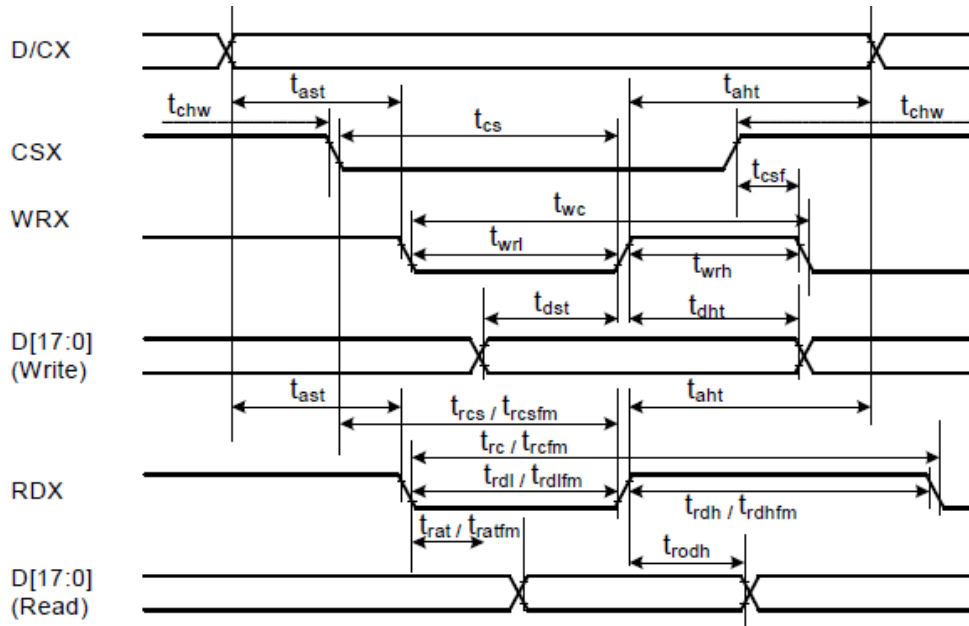 D/CX
t_ast
t_aht
t_chw
t_cs
t_chw
CSX
t_csf
WRX
t_wc
t_wrl
t_wrh
t_dst
t_dht
D[17:0]
(Write)
t_ast
t_aht
t_rcs / t_rcsfm
t_rc / t_rcfm
RDX
t_rdl / t_rdlfm
t_rdh / t_rdhfm
t_rat / t_ratfm
t_rodh
D[17:0]
(Read)